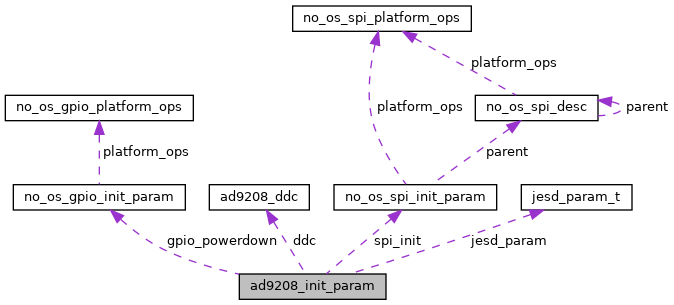 no_os_spi_platform_ops
platform_ops
no_os_gpio_platform_ops
platform_ops
no_os_spi_desc
parent
platform_ops
parent
no_os_gpio_init_param
ad9208_ddc
no_os_spi_init_param
jesd_param_t
gpio_powerdown
ddc
spi_init
jesd_param
ad9208_init_param